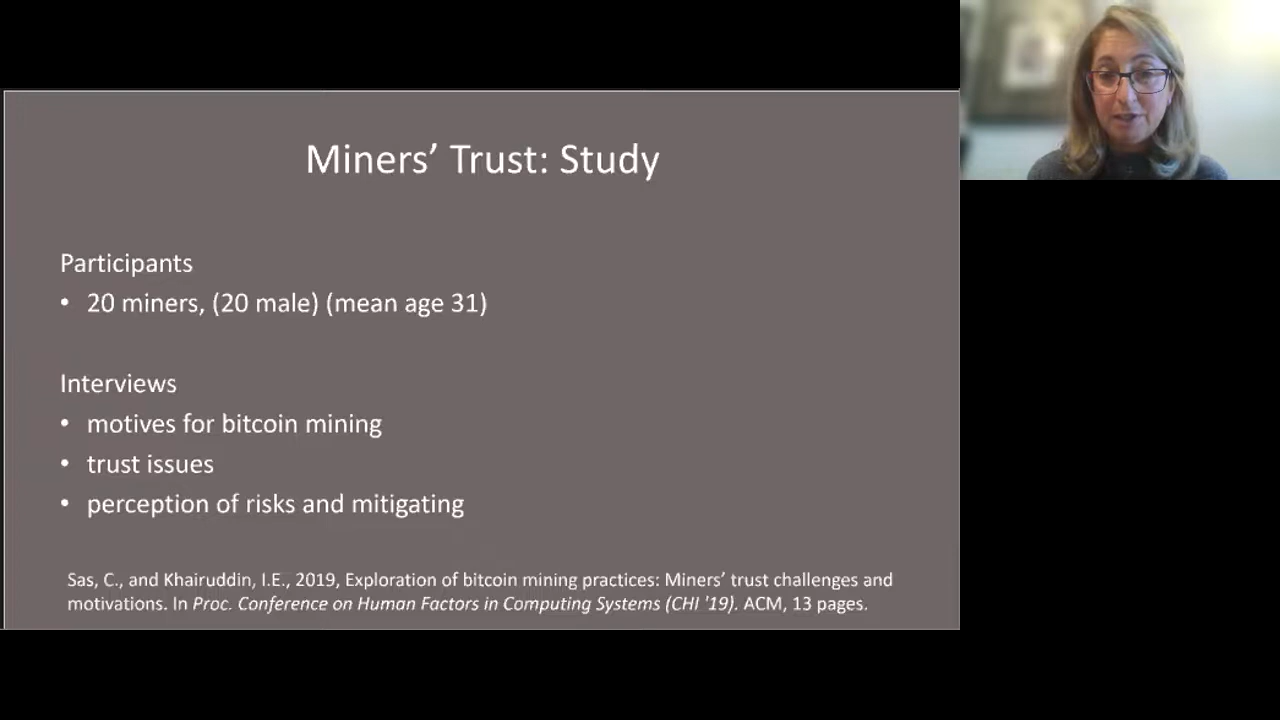 Miners’ Trust: Study
Participants
• 20 miners, (20 male) (mean age 31)
Interviews
• motives for bitcoin mining
• trust issues
• perception of risks and mitigating
Sas, C., and Khairuddin, I.E., 2019, Exploration of bitcoin mining practices: Miners’ trust challenges and
motivations. In Proc. Conference on Human Factors in Computing Systems (CHI '19). ACM, 13 pages.